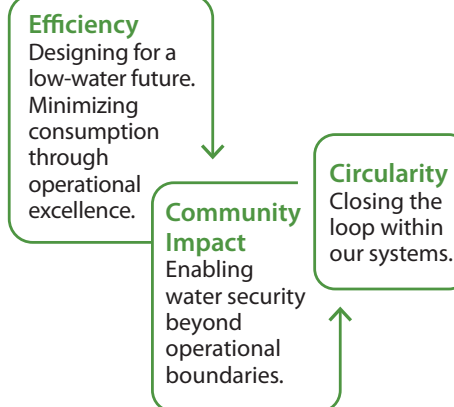 Efficiency
Designing for a
low-water future.
Minimizing
consumption
through
operational
excellence.
Community
Impact
Enabling
water security
beyond
operational
boundaries.
Circularity
Closing the
loop within
our systems.